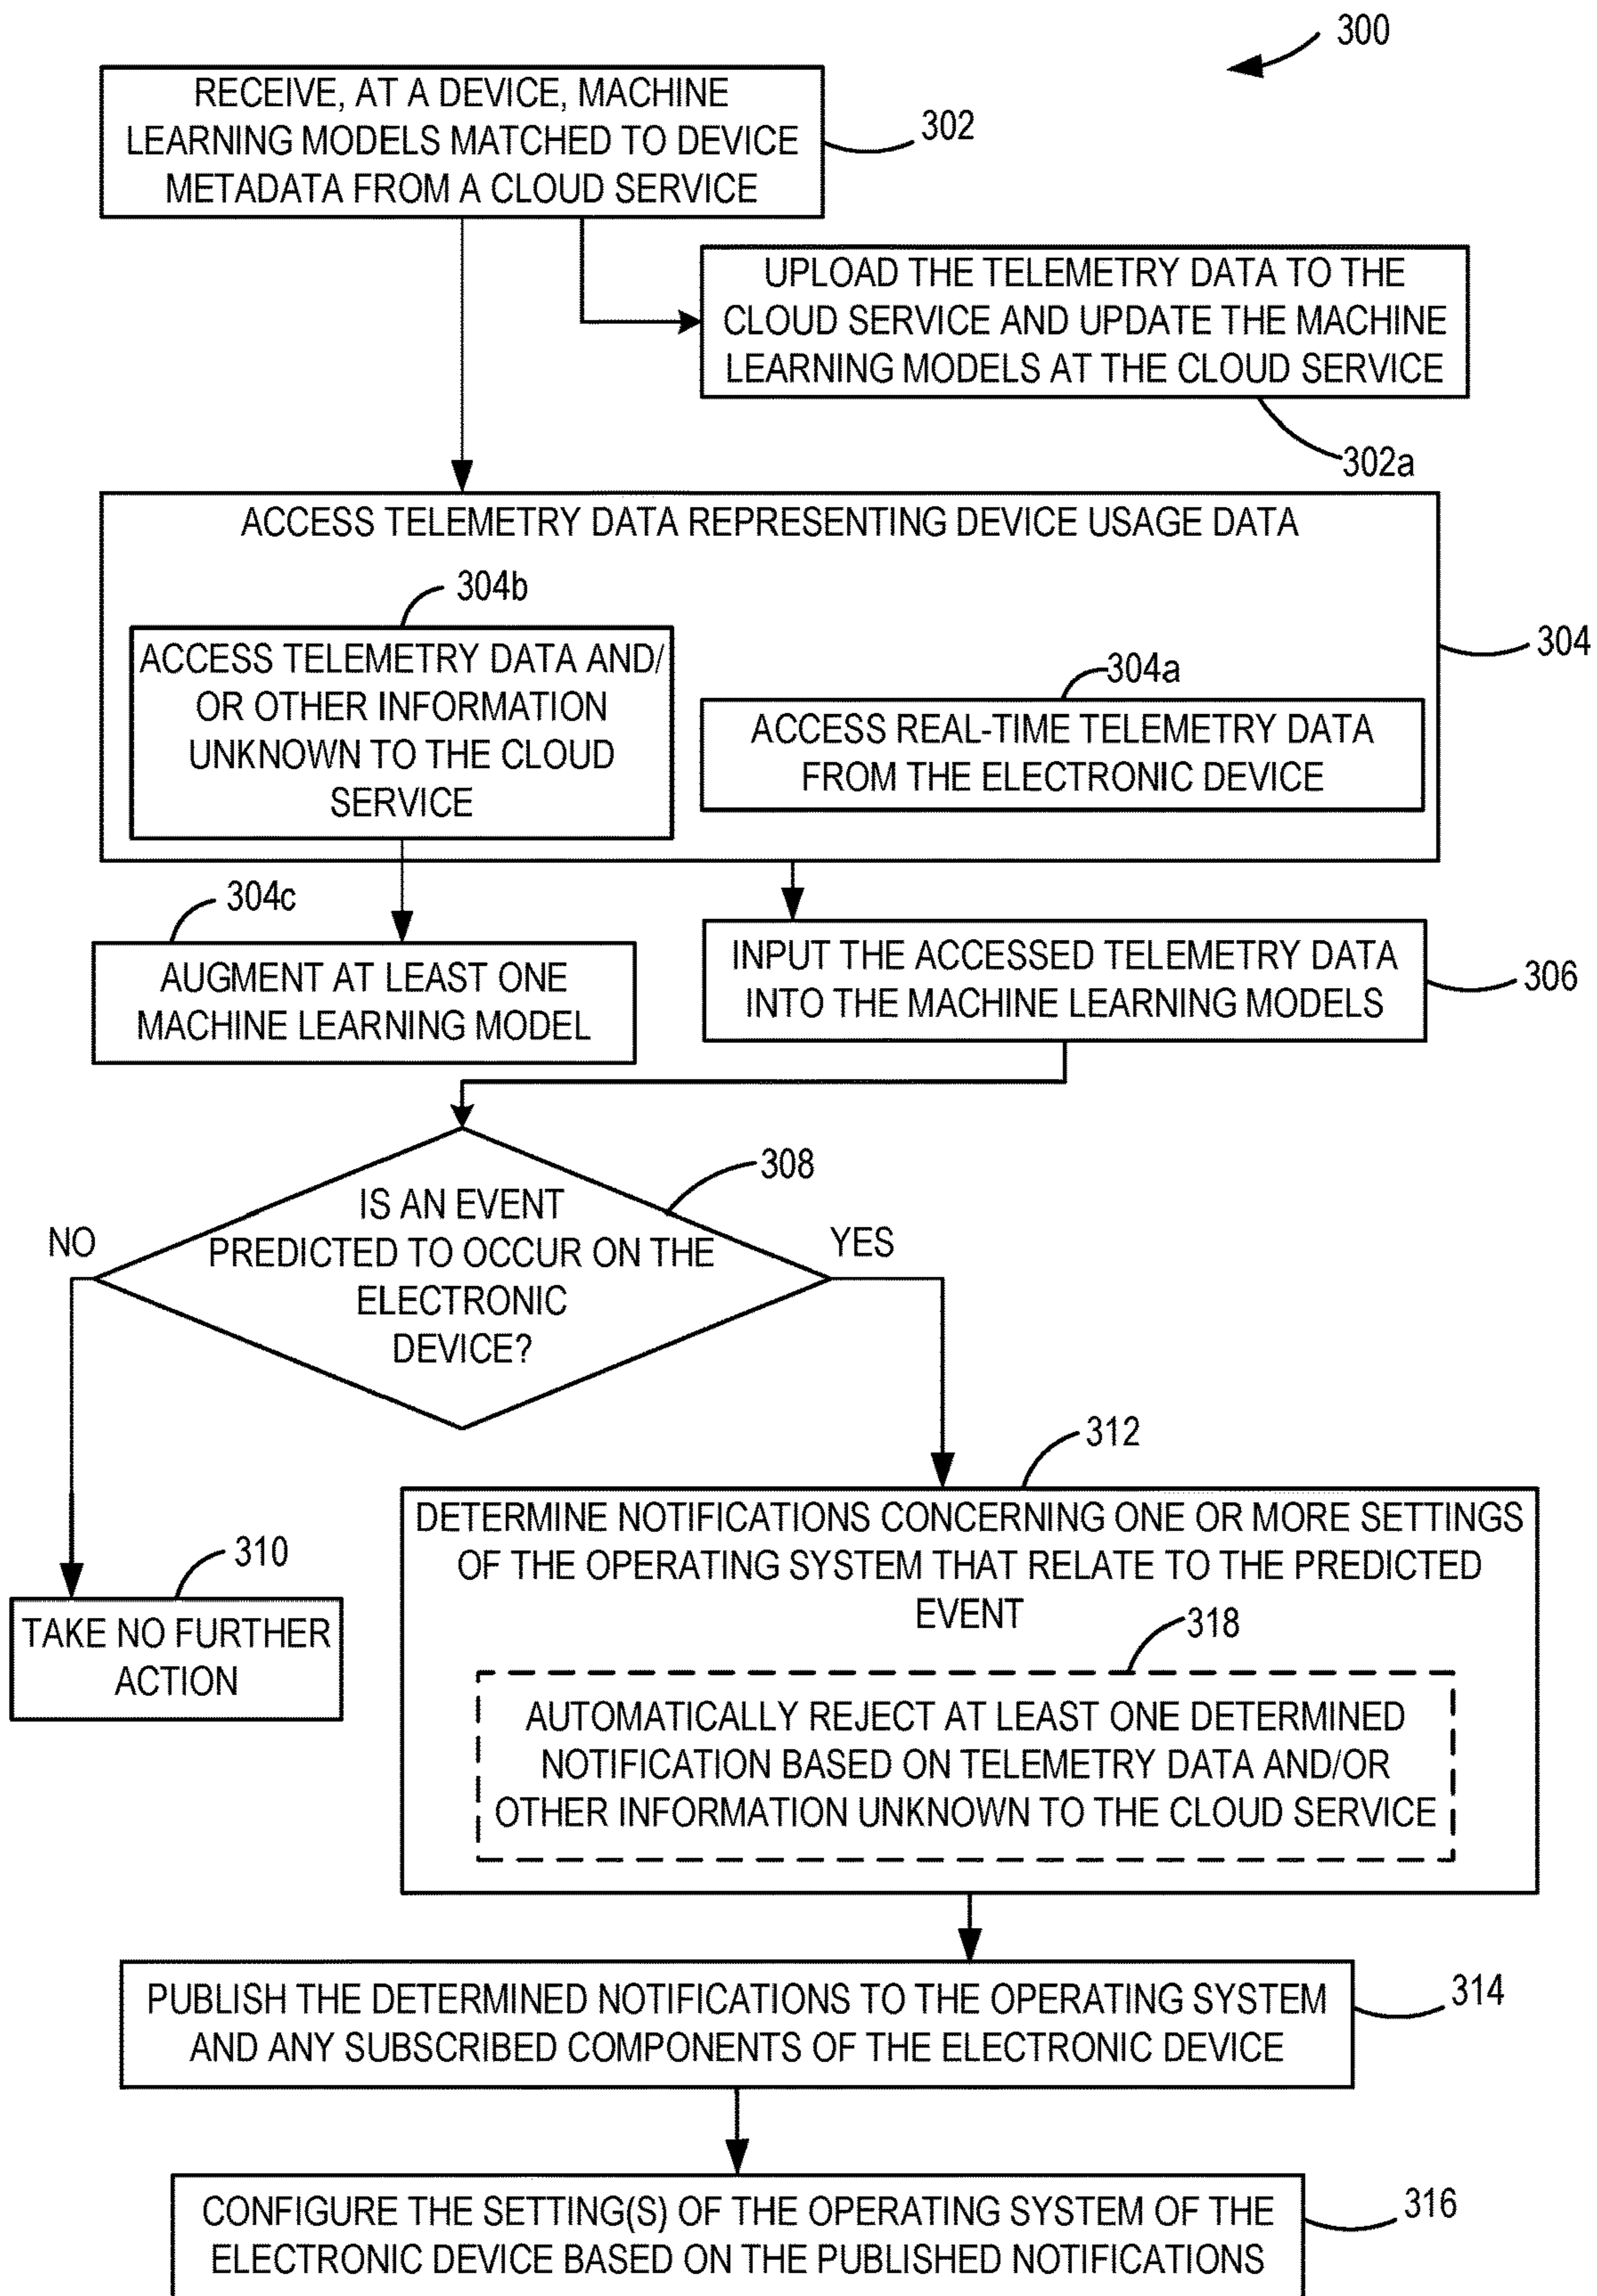 300
RECEIVE, AT A DEVICE, MACHINE
LEARNING MODELS MATCHED TO DEVICE
METADATA FROM A CLOUD SERVICE
302
UPLOAD THE TELEMETRY DATA TO THE
CLOUD SERVICE AND UPDATE THE MACHINE
LEARNING MODELS AT THE CLOUD SERVICE
302a
ACCESS TELEMETRY DATA REPRESENTING DEVICE USAGE DATA
304
304b
ACCESS TELEMETRY DATA AND/
OR OTHER INFORMATION
UNKNOWN TO THE CLOUD
SERVICE
304a
ACCESS REAL-TIME TELEMETRY DATA
FROM THE ELECTRONIC DEVICE
304c
AUGMENT AT LEAST ONE
MACHINE LEARNING MODEL
INPUT THE ACCESSED TELEMETRY DATA
INTO THE MACHINE LEARNING MODELS
306
308
IS AN EVENT
PREDICTED TO OCCUR ON THE
ELECTRONIC
DEVICE?
NO
YES
310
TAKE NO FURTHER
ACTION
312
DETERMINE NOTIFICATIONS CONCERNING ONE OR MORE SETTINGS
OF THE OPERATING SYSTEM THAT RELATE TO THE PREDICTED
EVENT
318
AUTOMATICALLY REJECT AT LEAST ONE DETERMINED
NOTIFICATION BASED ON TELEMETRY DATA AND/OR
OTHER INFORMATION UNKNOWN TO THE CLOUD SERVICE
PUBLISH THE DETERMINED NOTIFICATIONS TO THE OPERATING SYSTEM
AND ANY SUBSCRIBED COMPONENTS OF THE ELECTRONIC DEVICE
314
CONFIGURE THE SETTING(S) OF THE OPERATING SYSTEM OF THE
ELECTRONIC DEVICE BASED ON THE PUBLISHED NOTIFICATIONS
316